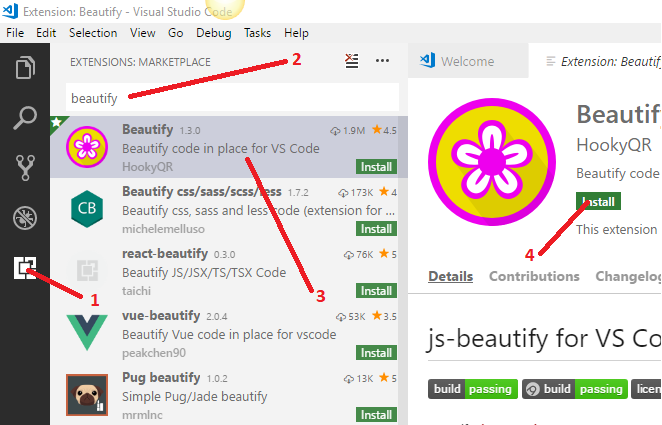 Extension: Beautify - Visual Studio Code
File Edit Selection View Go Debug Tasks Help
EXTENSIONS: MARKETPLACE
2
beautify
Beautify 1.3.0 1.9M 4.5
Beautify code in place for VS Code
HookyQR Install
Beautify css/sass/scss/less 1.7.2 173K 4
Beautify css, sass and less code (extension for ...
michelemelluso Install
react-beautify 0.3.0 76K 5
Beautify JS/JSX/TS/TSX Code
taichi Install
1
3
vue-beautify 2.0.4 53K 3.5
Beautify Vue code in place for vscode
peakchen90 Install
Pug beautify 1.0.2 13K 5
Simple Pug/Jade beautify
mrmlnc Install
CB
Welcome Extension: Beautify
Beautify
HookyQR
Beautify code
Install
This extension
4
Details Contributions Changelog
js-beautify for VS Co
build passing build passing licen